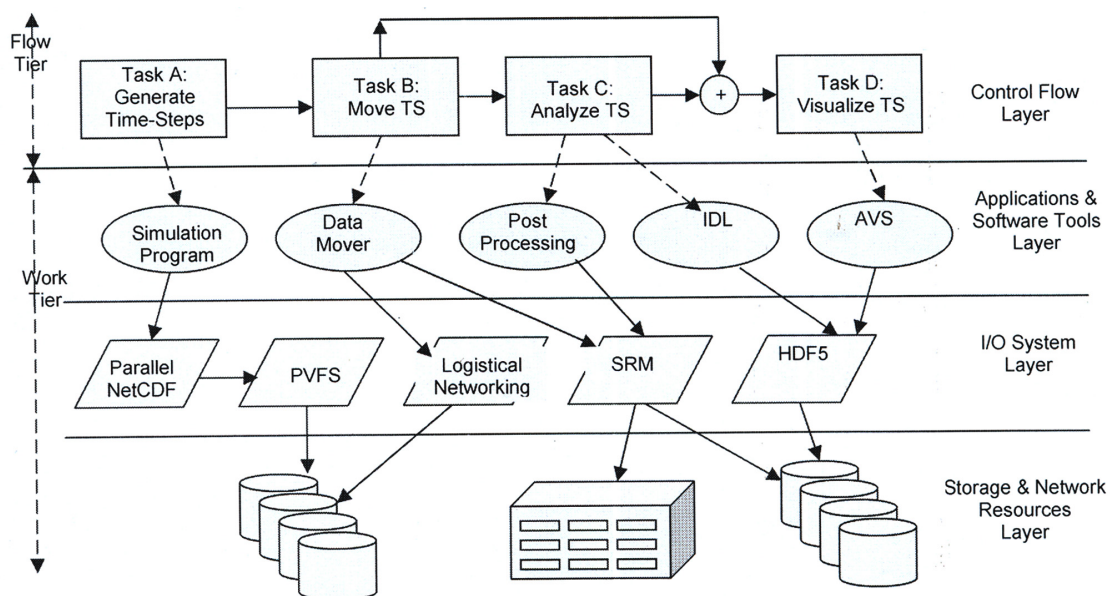 Flow
Tier
Task A:
Generate
Time-Steps
Task B:
Move TS
Task C:
Analyze TS
+
Task D:
Visualize TS
Control Flow
Layer
Simulation
Program
Data
Mover
Post
Processing
IDL
AVS
Applications &
Software Tools
Layer
Work
Tier
Parallel
NetCDF
PVFS
Logistical
Networking
SRM
HDF5
I/O System
Layer
Storage & Network
Resources
Layer